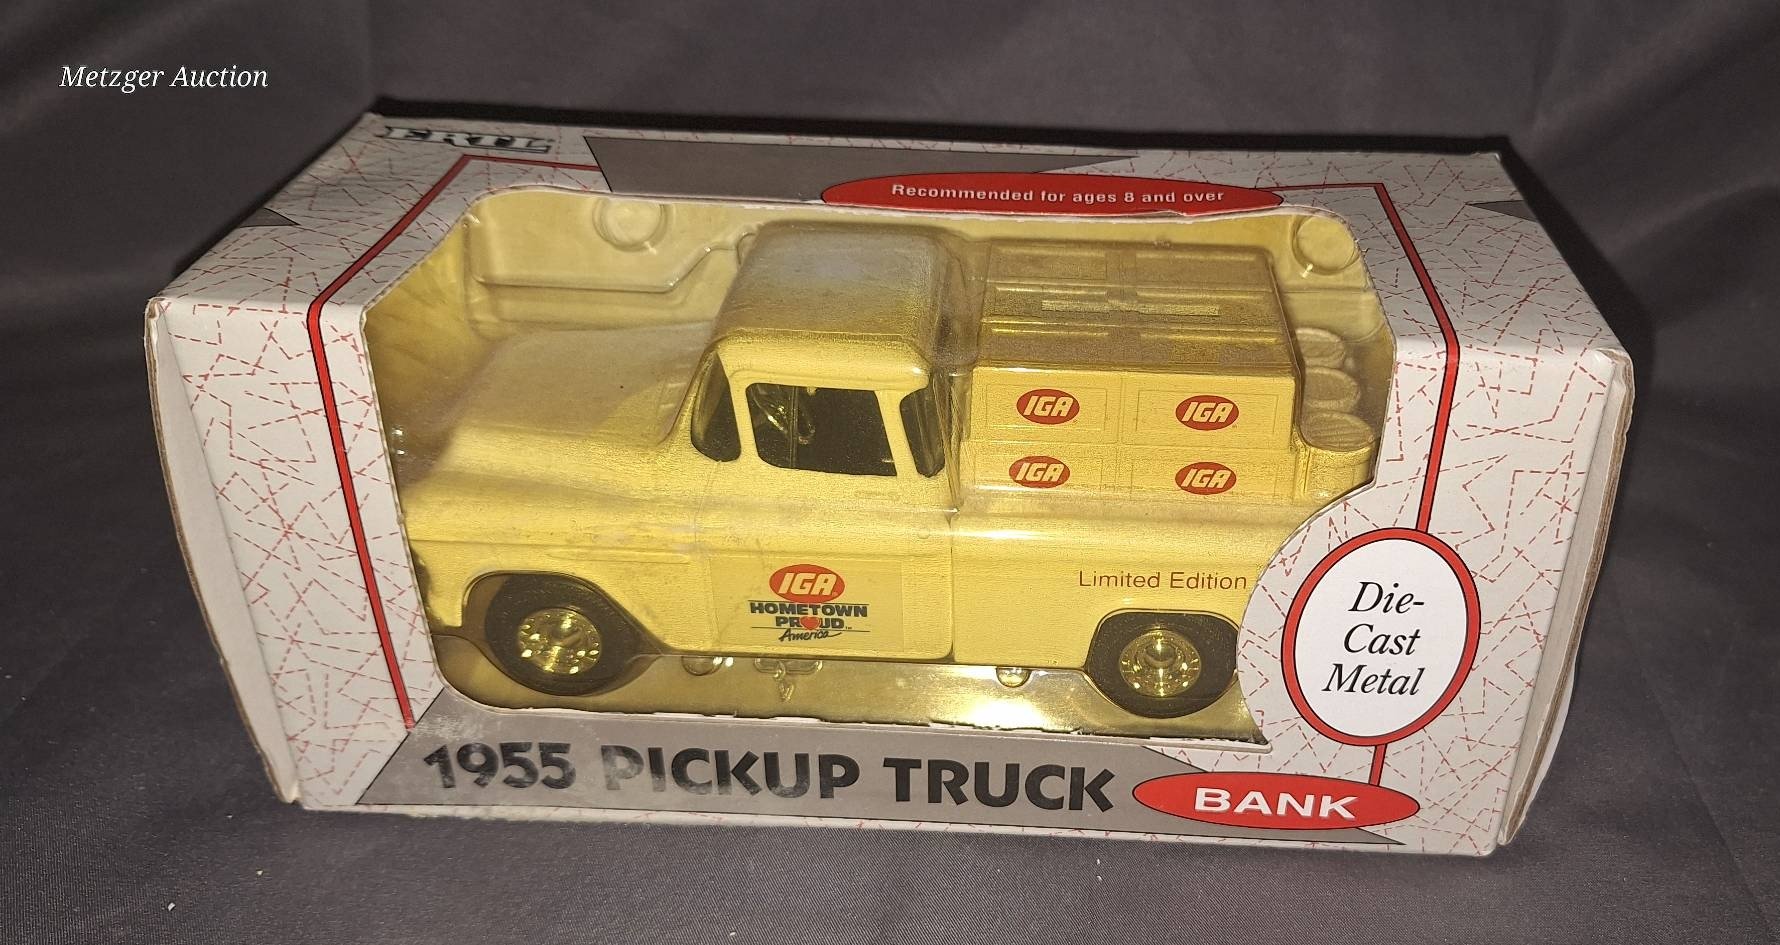 Metzger Auction
ERTL
Recommended for ages 8 and over
IGA IGA
IGA IGA
IGA
HOMETOWN
PROUD™
America
Limited Edition
Die-
Cast
Metal
1955 PICKUP TRUCK
BANK